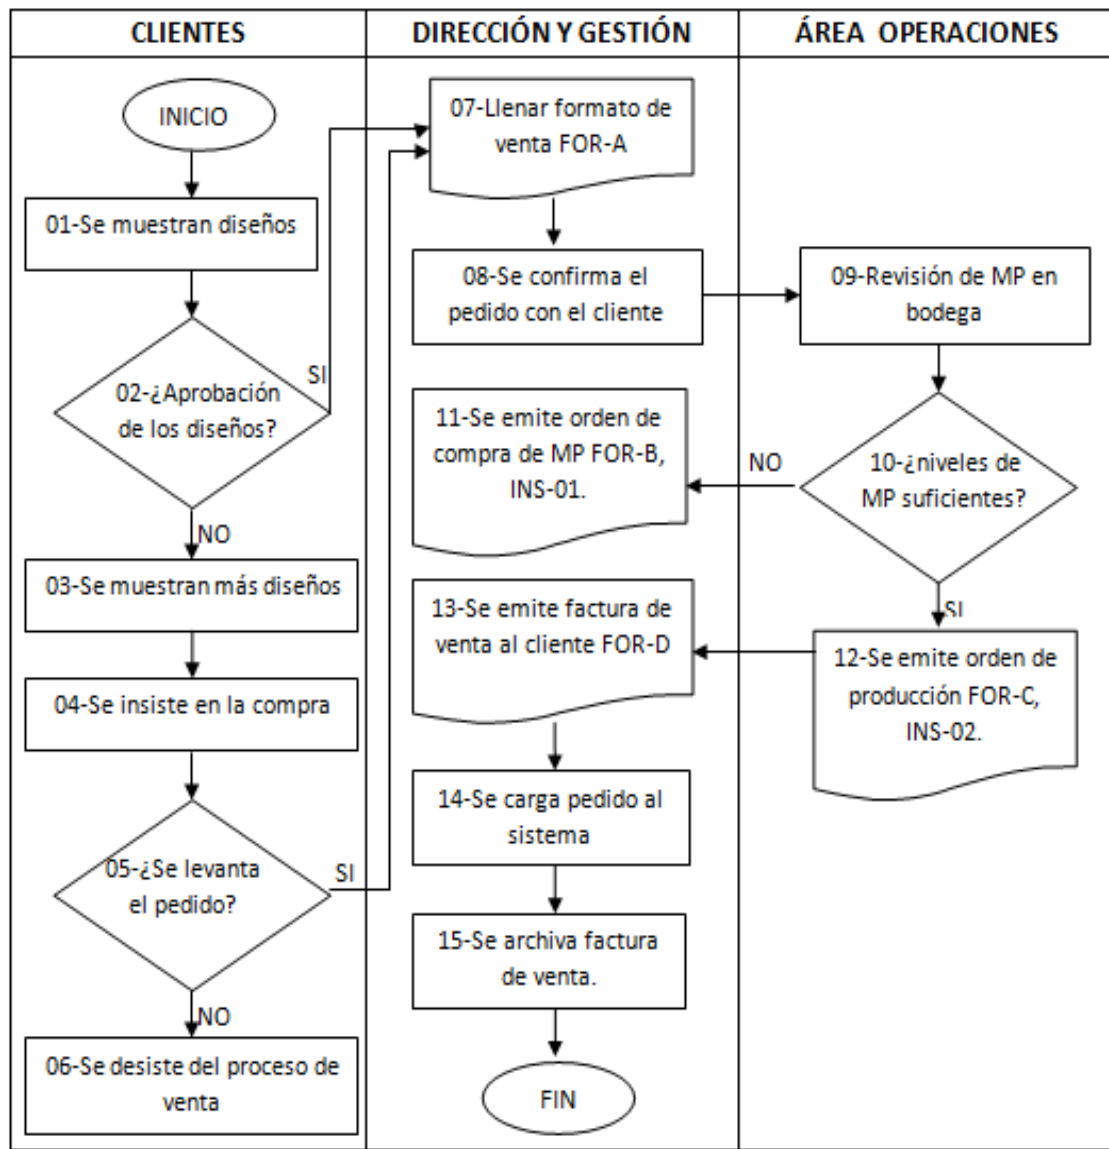 CLIENTES
DIRECCIÓN Y GESTIÓN
ÁREA OPERACIONES
INICIO
01-Se muestran diseños
02-¿Aprobación
de los diseños?
SI
NO
03-Se muestran más diseños
04-Se insiste en la compra
05-¿Se levanta
el pedido?
SI
NO
06-Se desiste del proceso de
venta
07-Llenar formato de
venta FOR-A
08-Se confirma el
pedido con el cliente
09-Revisión de MP en
bodega
10-¿niveles de
MP suficientes?
NO
SI
11-Se emite orden de
compra de MP FOR-B,
INS-01.
12-Se emite orden de
producción FOR-C,
INS-02.
13-Se emite factura de
venta al cliente FOR-D
14-Se carga pedido al
sistema
15-Se archiva factura
de venta.
FIN